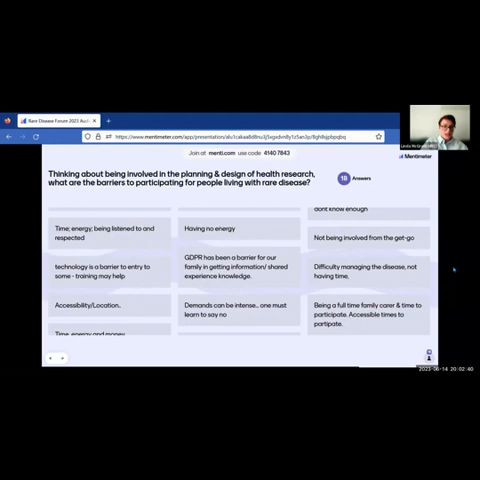 Rare Disease Forum 2023 Audi
https://www.mentimeter.com/app/presentation/
Join at menti.com use code 4140 7843
Mentimeter
Thinking about being involved in the planning & design of health research,
what are the barriers to participating for people living with rare disease?
18 Answers
Time; energy; being listened to and
respected
technology is a barrier to entry to
some - training may help
Accessibility/Location..
Time, energy and money
Having no energy
GDPR has been a barrier for our
family in getting information/ shared
experience knowledge.
Demands can be intense... one must
learn to say no
dont know enough
Not being involved from the get-go
Difficulty managing the disease, not
having time,
Being a full time family carer & time to
participate. Accessible times to
partipate.
2023-06-14 20:02:40